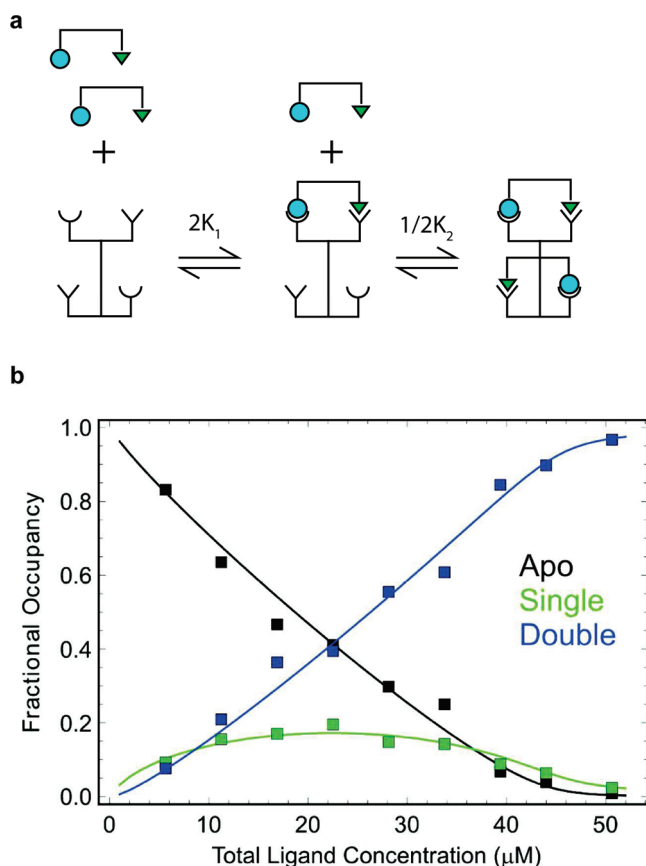 a
+
+
2K₁
1/2K₂
b
1.0
0.8
0.6
0.4
0.2
0.0
Fractional Occupancy
Apo
Single
Double
0 10 20 30 40 50
Total Ligand Concentration (μM)